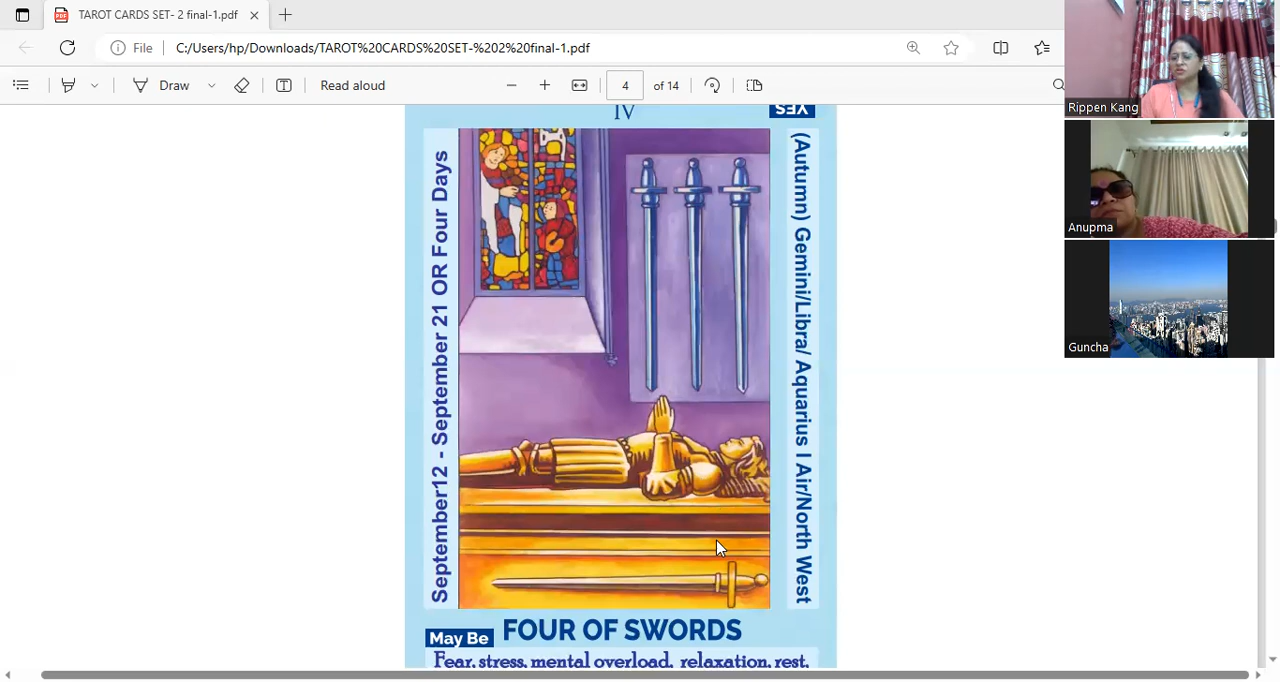 TAROT CARDS SET- 2 final-1.pdf
File
C:/Users/hp/Downloads/TAROT%20CARDS%20SET-%202%20final-1.pdf
Draw
Read aloud
4
of 14
IV
YES
September12 - September 21 OR Four Days
(Autumn) Gemini/Libra/ Aquarius I Air/North West
May Be
FOUR OF SWORDS
Fear, stress, mental overload, relaxation, rest,
Rippen Kang
Anupma
Guncha